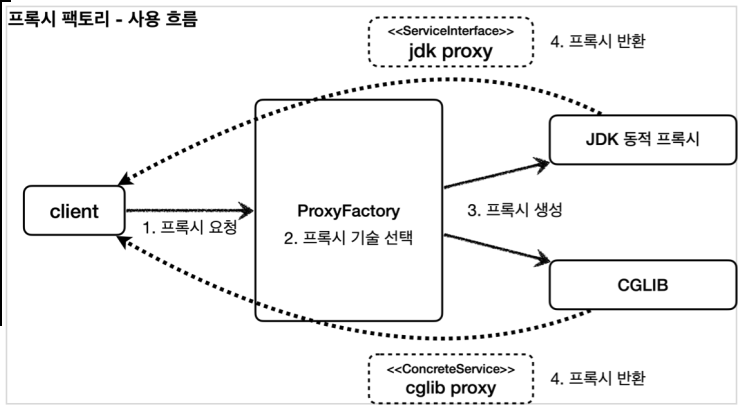 프록시 팩토리 - 사용 흐름
<<ServiceInterface>>
jdk proxy
4. 프록시 반환
JDK 동적 프록시
client
1. 프록시 요청
ProxyFactory
2. 프록시 기술 선택
3. 프록시 생성
CGLIB
<<ConcreteService>>
cglib proxy
4. 프록시 반환